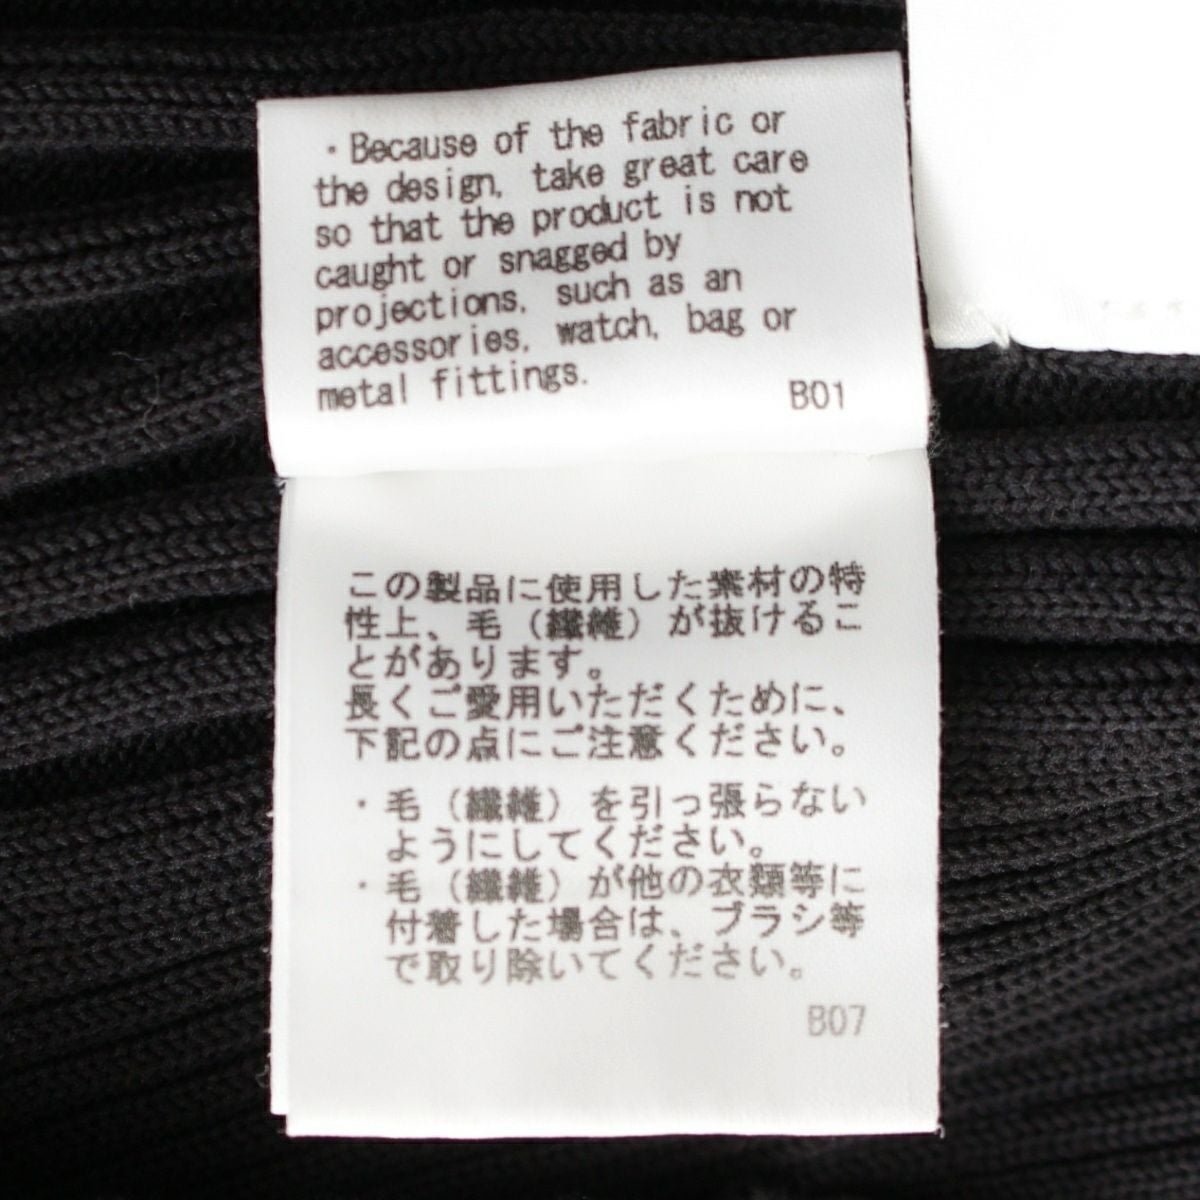 ・Because of the fabric or
the design, take great care
so that the product is not
caught or snagged by
projections, such as an
accessories, watch, bag or
metal fittings.
B01
この製品に使用した素材の特
性上、毛（繊維）が抜けるこ
とがあります。
長くご愛用いただくために、
下記の点にご注意ください。
・毛（繊維）を引っ張らない
ようにしてください。
・毛（繊維）が他の衣類等に
付着した場合は、ブラシ等
で取り除いてください。
B07